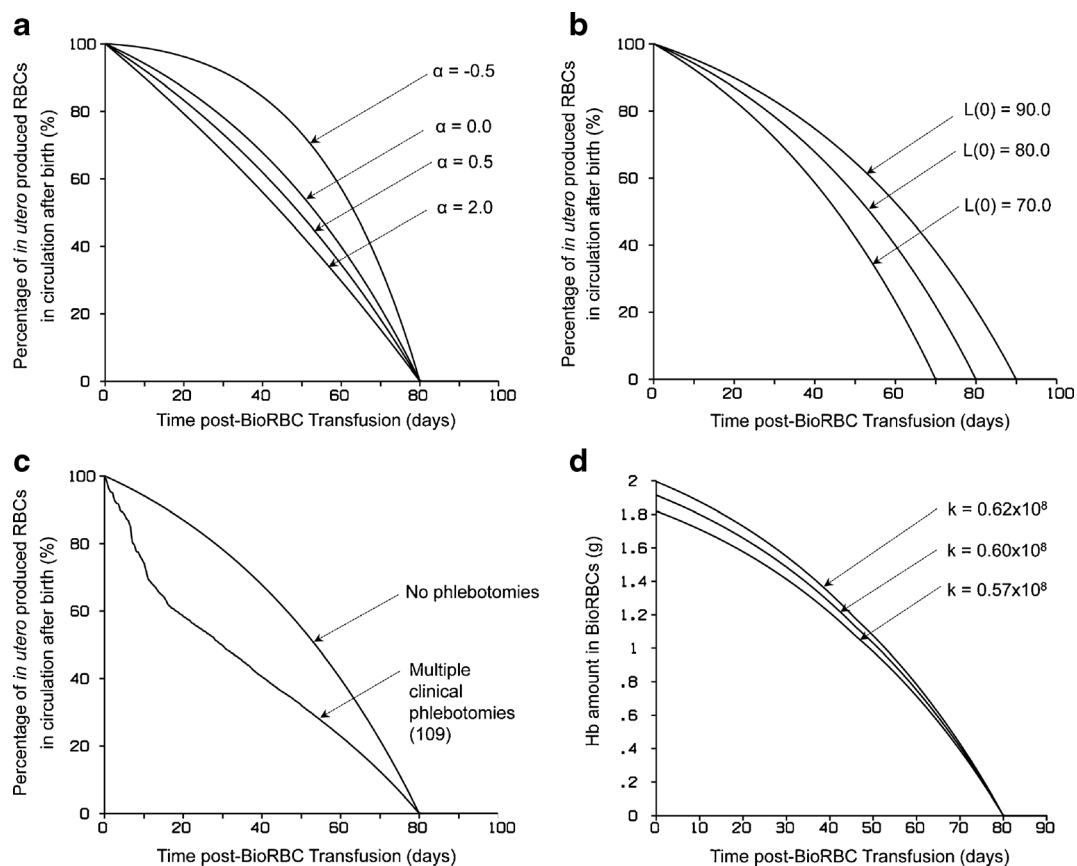 a
Percentage of in utero produced RBCs
in circulation after birth (%)
100
80
60
40
20
0
α = -0.5
α = 0.0
α = 0.5
α = 2.0
0 20 40 60 80 100
Time post-BioRBC Transfusion (days)
b
Percentage of in utero produced RBCs
in circulation after birth (%)
100
80
60
40
20
0
L(0) = 90.0
L(0) = 80.0
L(0) = 70.0
0 20 40 60 80 100
Time post-BioRBC Transfusion (days)
c
Percentage of in utero produced RBCs
in circulation after birth (%)
100
80
60
40
20
0
No phlebotomies
Multiple
clinical
phlebotomies
(109)
0 20 40 60 80 100
Time post-BioRBC Transfusion (days)
d
Hb amount in BioRBCs (g)
2
1.8
1.6
1.4
1.2
1
.8
.6
.4
.2
0
k = 0.62x10⁸
k = 0.60x10⁸
k = 0.57x10⁸
0 10 20 30 40 50 60 70 80 90
Time post-BioRBC Transfusion (days)